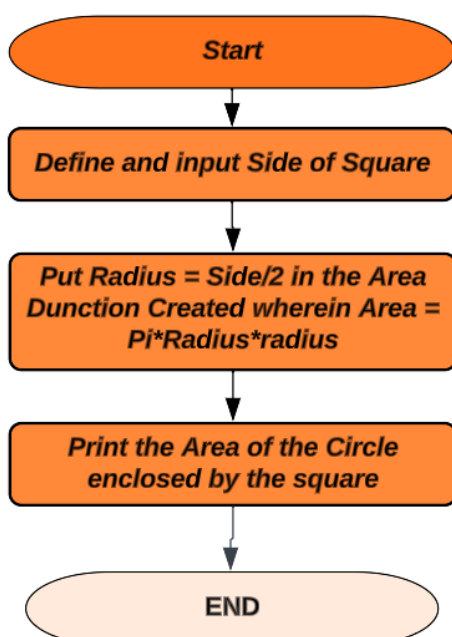 Start
Define and input Side of Square
Put Radius = Side/2 in the Area
Dunction Created wherein Area =
Pi*Radius*radius
Print the Area of the Circle
enclosed by the square
END